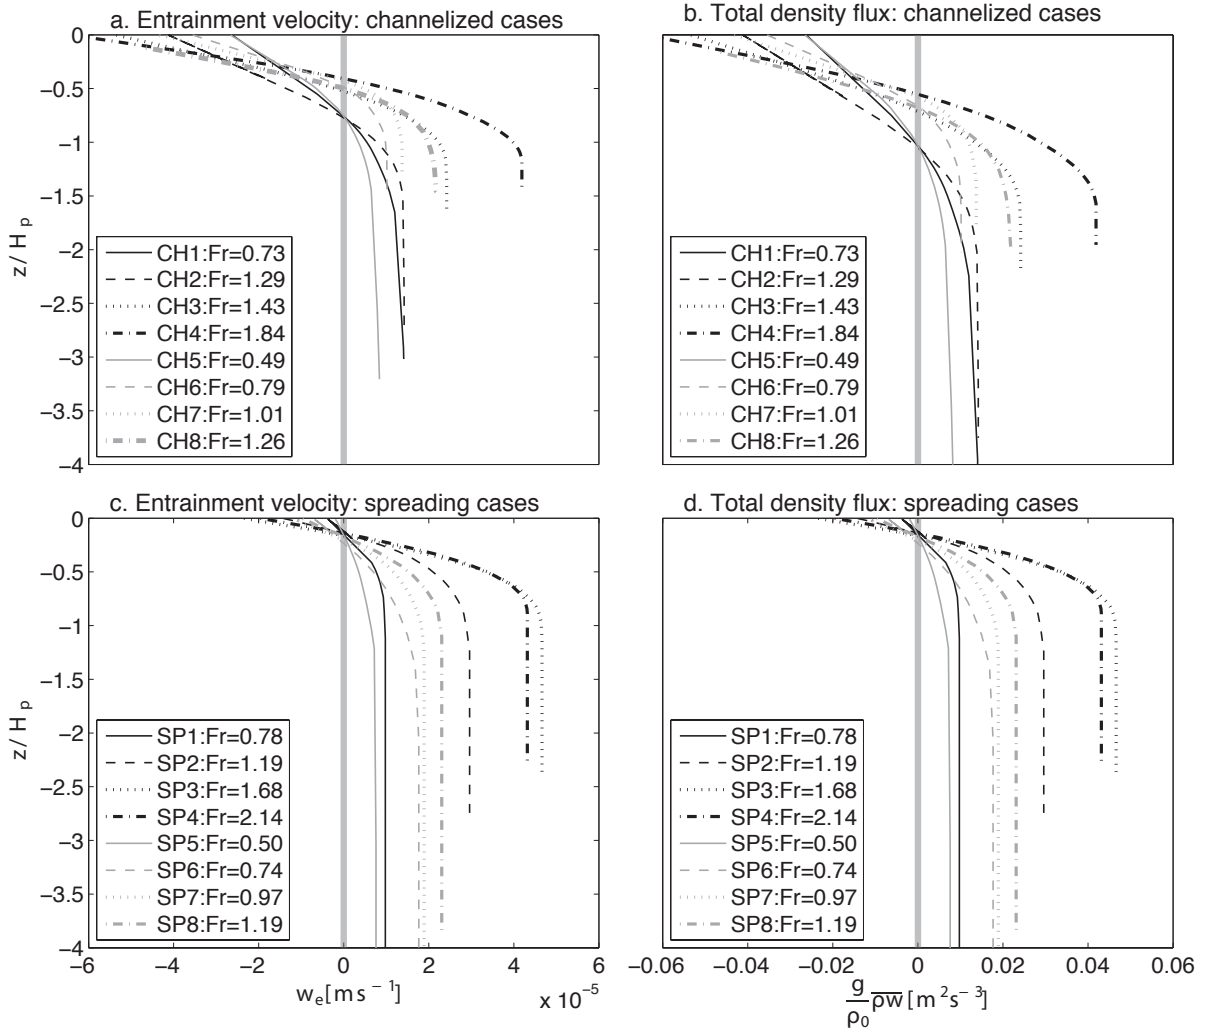 a. Entrainment velocity: channelized cases
b. Total density flux: channelized cases
0
−0.5
−1
−1.5
−2
−2.5
−3
−3.5
−4
z / H p
CH1:Fr=0.73
CH2:Fr=1.29
CH3:Fr=1.43
CH4:Fr=1.84
CH5:Fr=0.49
CH6:Fr=0.79
CH7:Fr=1.01
CH8:Fr=1.26
CH1:Fr=0.73
CH2:Fr=1.29
CH3:Fr=1.43
CH4:Fr=1.84
CH5:Fr=0.49
CH6:Fr=0.79
CH7:Fr=1.01
CH8:Fr=1.26
c. Entrainment velocity: spreading cases
d. Total density flux: spreading cases
0
−0.5
−1
−1.5
−2
−2.5
−3
−3.5
−4
z / H p
SP1:Fr=0.78
SP2:Fr=1.19
SP3:Fr=1.68
SP4:Fr=2.14
SP5:Fr=0.50
SP6:Fr=0.74
SP7:Fr=0.97
SP8:Fr=1.19
SP1:Fr=0.78
SP2:Fr=1.19
SP3:Fr=1.68
SP4:Fr=2.14
SP5:Fr=0.50
SP6:Fr=0.74
SP7:Fr=0.97
SP8:Fr=1.19
−6 −4 −2 0 2 4 6
w e [m s − 1 ]
x 10 −5
−0.06 −0.04 −0.02 0 0.02 0.04 0.06
g/ρ0 ρw [m 2 s − 3 ]